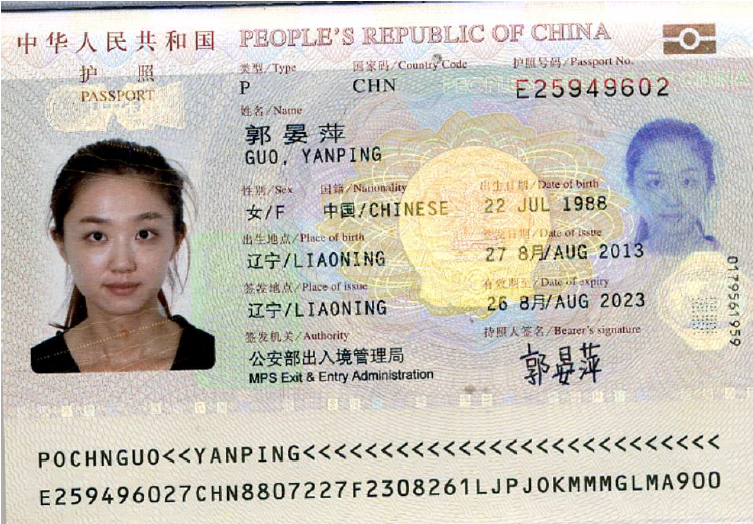 中华人民共和国 PEOPLE'S REPUBLIC OF CHINA
护 照
PASSPORT
类型/Type
P
国家码/Country Code
CHN
护照号码/Passport No.
E25949602
姓名/Name
郭晏萍
GUO, YANPING
性别/Sex
女/F
国籍/Nationality
中国/CHINESE
出生日期/Date of birth
22 JUL 1988
出生地点/Place of birth
辽宁/LIAONING
签发日期/Date of issue
27 8月/AUG 2013
签发地点/Place of issue
辽宁/LIAONING
有效期至/Date of expiry
26 8月/AUG 2023
签发机关/Authority
公安部出入境管理局
MPS Exit & Entry Administration
持照人签名/Bearer's signature
郭晏萍
0179561959
POCHNGUO<<YANPING<<<<<<<<<<<<<<<<<<<<<<<<<<<
E259496027CHN8807227F2308261LJPJOKMMMGLMA900